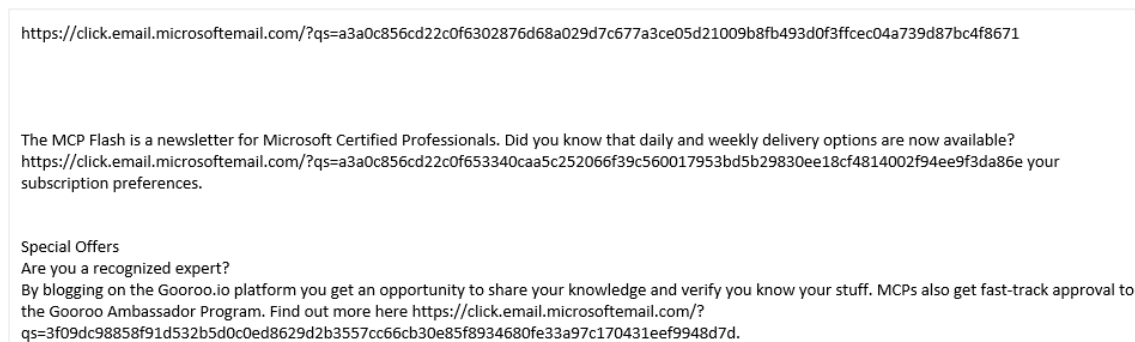 https://click.email.microsoftemail.com/?qs=a3a0c856cd22c0f6302876d68a029d7c677a3ce05d21009b8fb493d0f3ffcec04a739d87bc4f8671
The MCP Flash is a newsletter for Microsoft Certified Professionals. Did you know that daily and weekly delivery options are now available?
https://click.email.microsoftemail.com/?qs=a3a0c856cd22c0f653340caa5c252066f39c560017953bd5b29830ee18cf4814002f94ee9f3da86e your
subscription preferences.
Special Offers
Are you a recognized expert?
By blogging on the Gooroo.io platform you get an opportunity to share your knowledge and verify you know your stuff. MCPs also get fast-track approval to
the Gooroo Ambassador Program. Find out more here https://click.email.microsoftemail.com/?
qs=3f09dc98858f91d532b5d0c0ed8629d2b3557cc66cb30e85f8934680fe33a97c170431eef9948d7d.